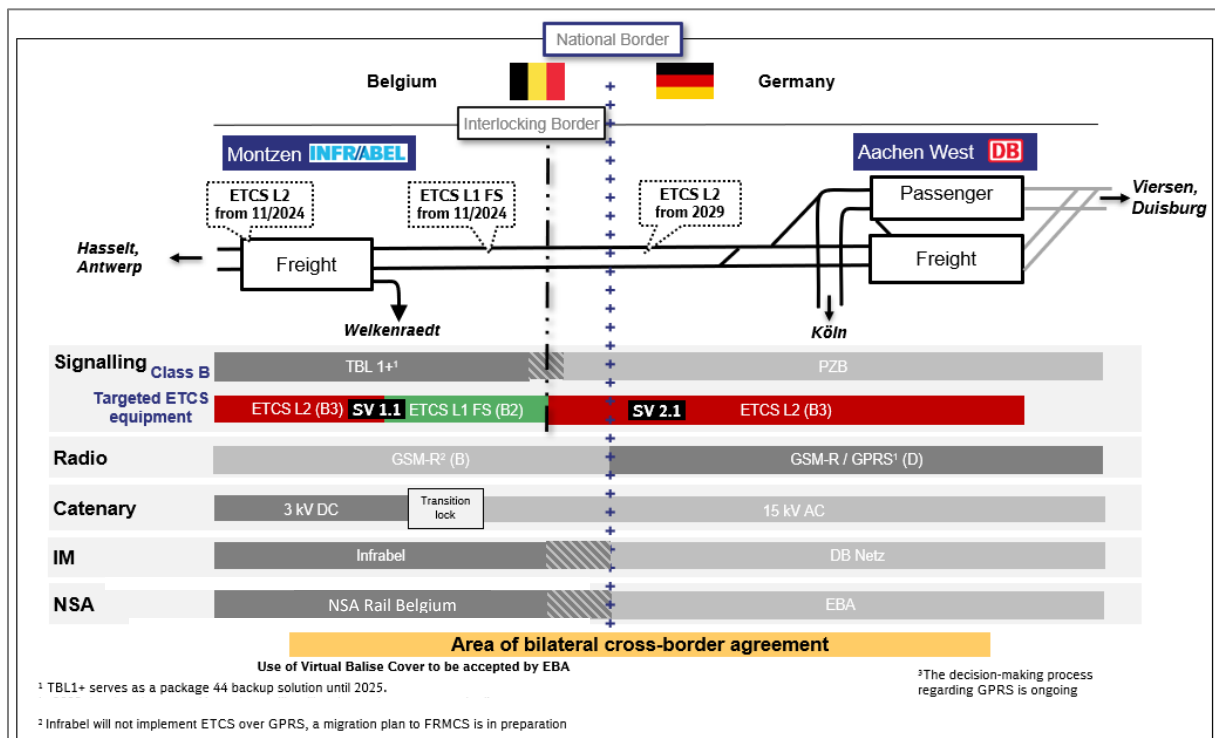 National Border
Belgium
Germany
Interlocking Border
Montzen INFRABEL
Aachen West DB
ETCS L2
from 11/2024
ETCS L1 FS
from 11/2024
ETCS L2
from 2029
Passenger
Viersen,
Duisburg
Hasselt,
Antwerp
Freight
Freight
Welkenraedt
Köln
Signalling Class B
TBL 1+¹
PZB
Targeted ETCS
equipment
ETCS L2 (B3) SV 1.1 ETCS L1 FS (B2)
SV 2.1 ETCS L2 (B3)
Radio
GSM-R² (B)
GSM-R / GPRS¹ (D)
Catenary
3 kV DC
Transition
lock
15 kV AC
IM
Infrabel
DB Netz
NSA
NSA Rail Belgium
EBA
Area of bilateral cross-border agreement
Use of Virtual Balise Cover to be accepted by EBA
¹ TBL1+ serves as a package 44 backup solution until 2025.
³The decision-making process
regarding GPRS is ongoing
² Infrabel will not implement ETCS over GPRS, a migration plan to FRMCS is in preparation